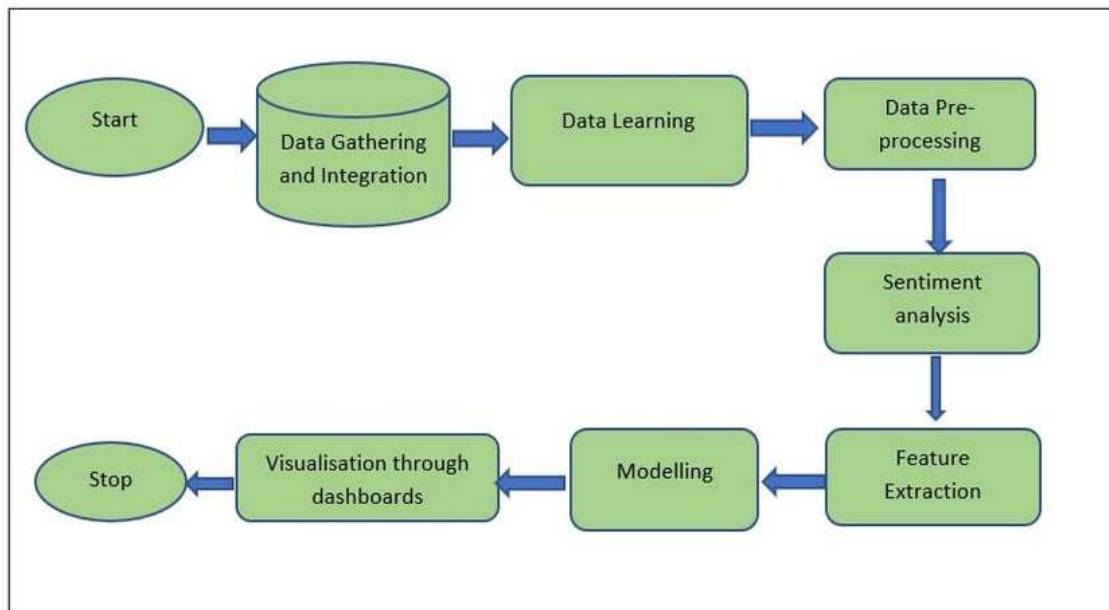 Start
Data Gathering
and Integration
Data Learning
Data Pre-
processing
Sentiment
analysis
Feature
Extraction
Modelling
Visualisation through
dashboards
Stop